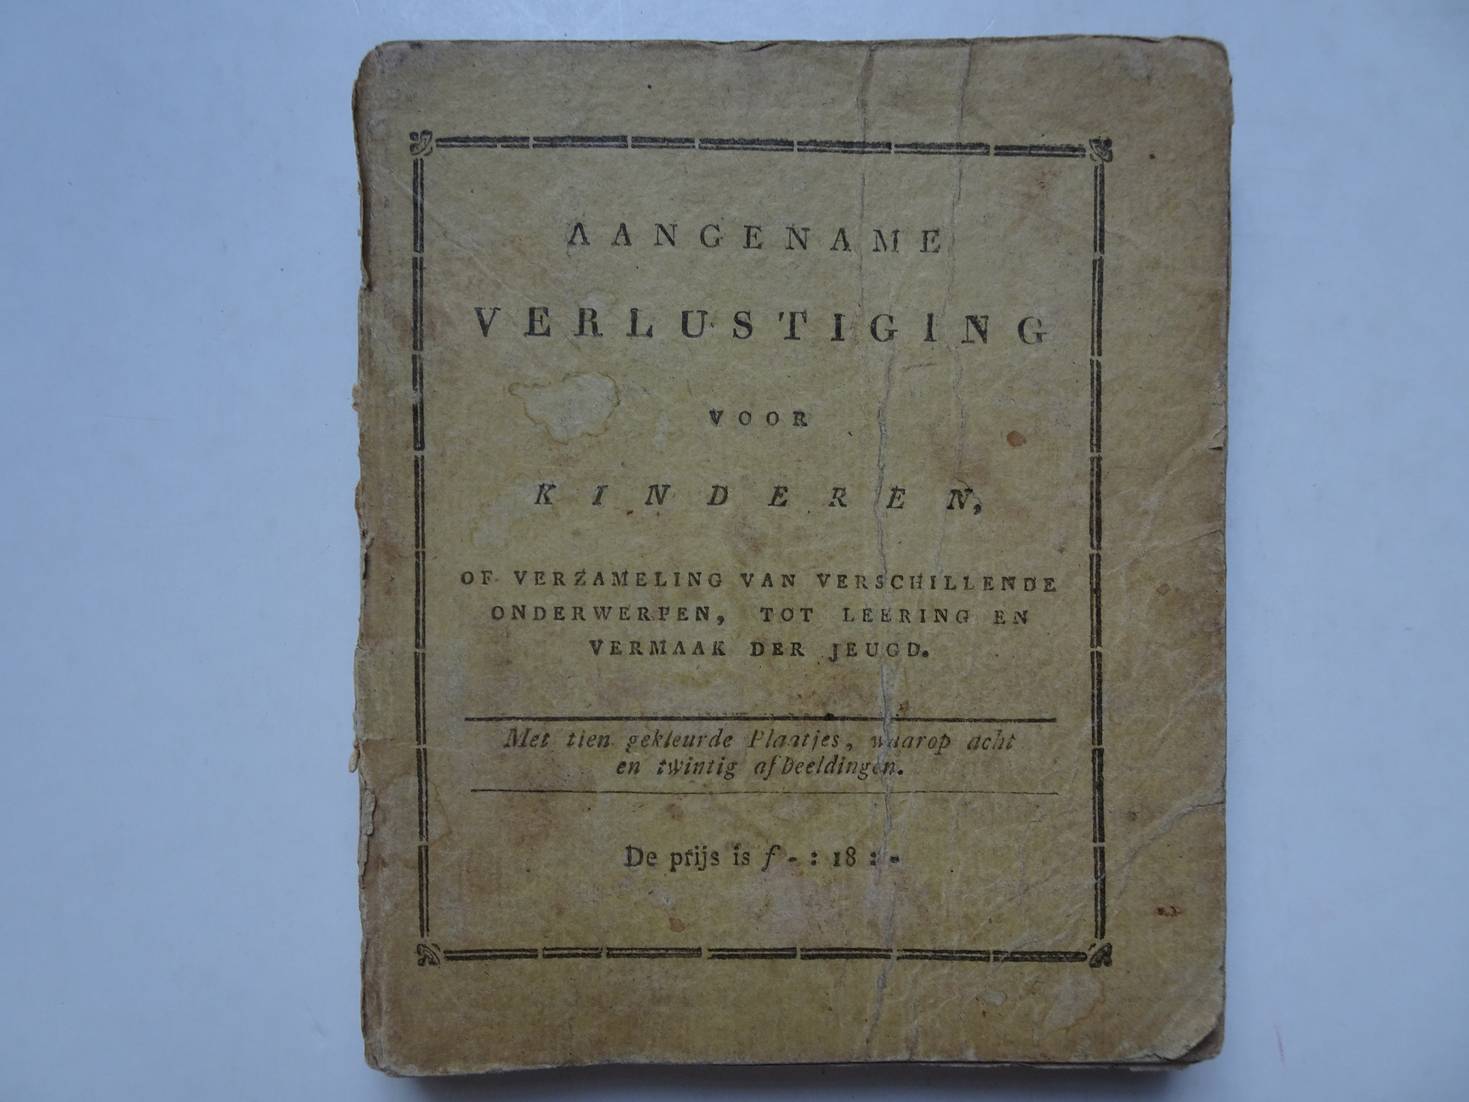 AANGENAME
VERLUSTIGING
VOOR
KINDEREN,
OF VERZAMELING VAN VERSCHILLENDE
ONDERWERPEN, TOT LEERING EN
VERMAAK DER JEUGD.
Met tien gekleurde Plaatjes, waarop acht
en twintig afbeeldingen.
De prijs is f - : 18 : -